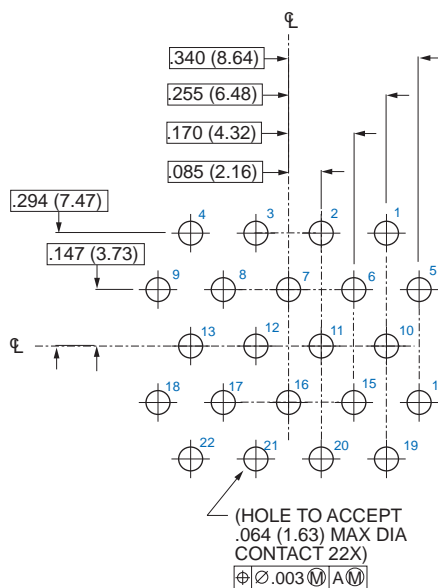 ℄
.340 (8.64)
.255 (6.48)
.170 (4.32)
.085 (2.16)
.294 (7.47)
4 3 2 1
.147 (3.73)
9 8 7 6 5
℄ 13 12 11 10
18 17 16 15 1
22 21 20 19
(HOLE TO ACCEPT
.064 (1.63) MAX DIA
CONTACT 22X)
⌖ ∅.003 Ⓜ A Ⓜ